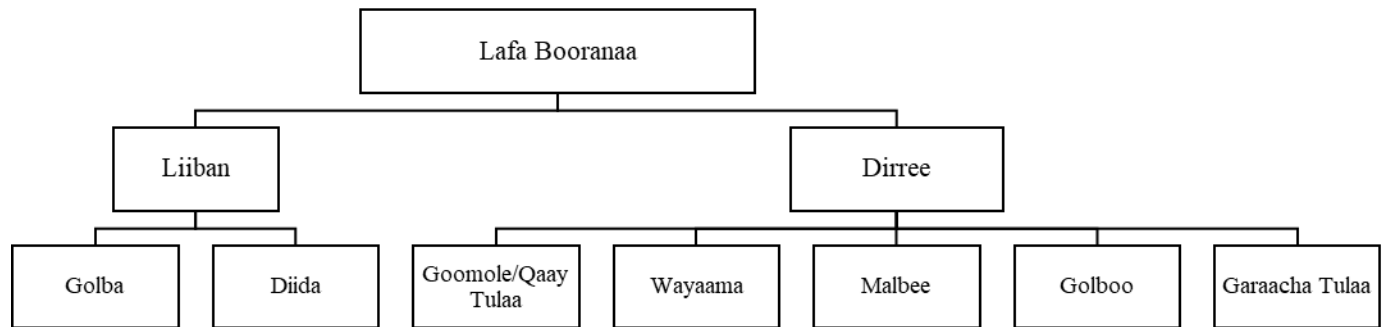 Lafa Booranaa
Liiban
Dirree
Golba
Diida
Goomole/Qaay
Tulaa
Wayaama
Malbee
Golboo
Garaacha Tulaa